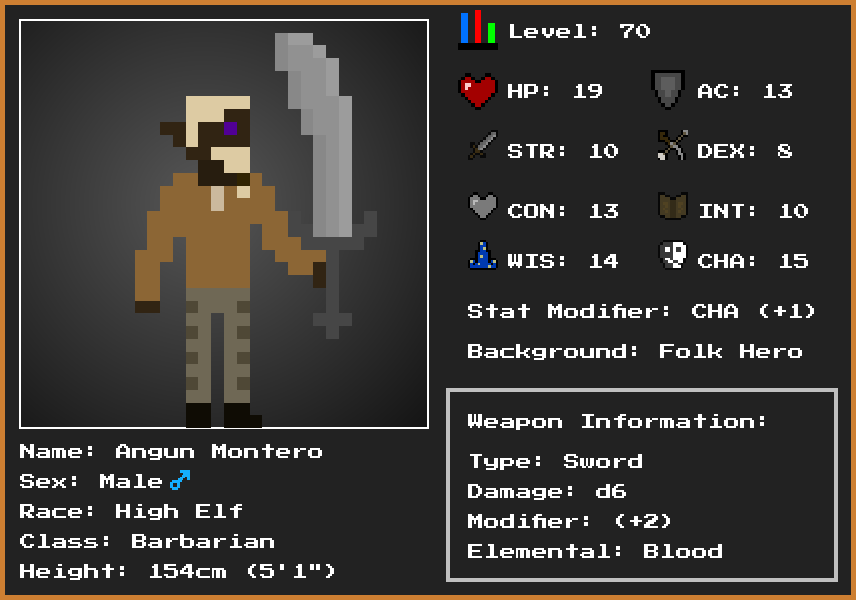 Level: 70
HP: 19
AC: 13
STR: 10
DEX: 8
CON: 13
INT: 10
WIS: 14
CHA: 15
Stat Modifier: CHA (+1)
Background: Folk Hero
Weapon Information:
Type: Sword
Damage: d6
Modifier: (+2)
Elemental: Blood
Name: Angun Montero
Sex: Male♂
Race: High Elf
Class: Barbarian
Height: 154cm (5'1")